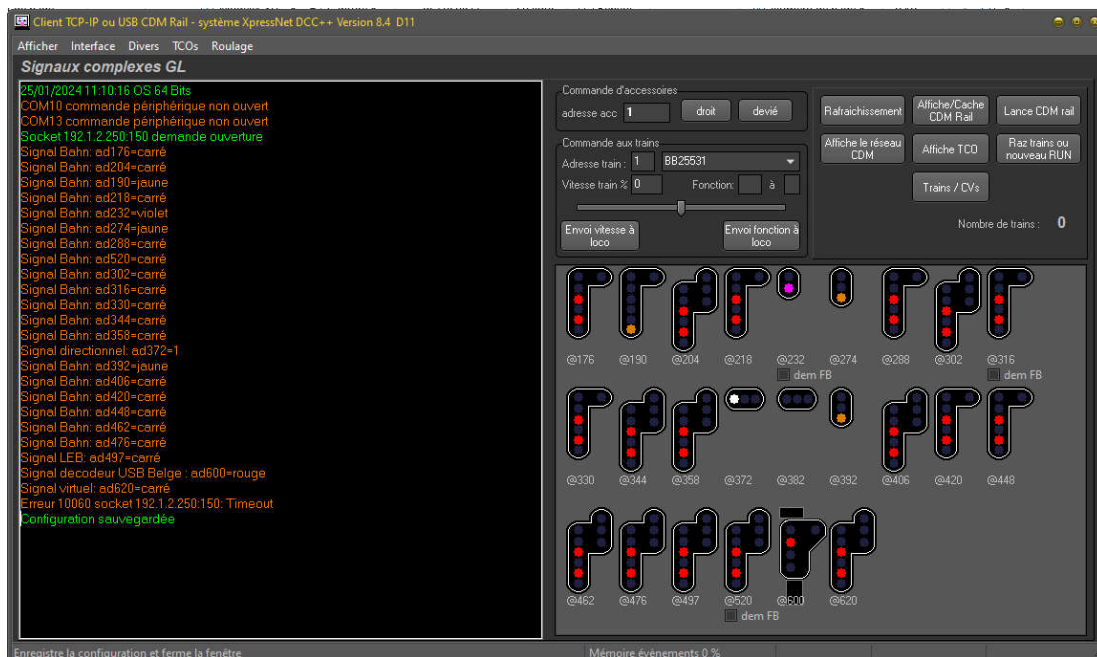 Client TCP-IP ou USB CDM Rail - système XpressNet DCC++ Version 8.4 D11
Afficher Interface Divers TCOs Roulage
Signaux complexes GL
25/01/2024 11:10:16 OS 64 Bits
COM10 commande périphérique non ouvert
COM13 commande périphérique non ouvert
Socket 192.1.2.250:150 demande ouverture
Signal Bahn: ad176=carré
Signal Bahn: ad204=carré
Signal Bahn: ad190=jaune
Signal Bahn: ad218=carré
Signal Bahn: ad232=violet
Signal Bahn: ad274=jaune
Signal Bahn: ad288=carré
Signal Bahn: ad520=carré
Signal Bahn: ad302=carré
Signal Bahn: ad316=carré
Signal Bahn: ad330=carré
Signal Bahn: ad344=carré
Signal Bahn: ad358=carré
Signal directionnel: ad372=1
Signal Bahn: ad392=jaune
Signal Bahn: ad406=carré
Signal Bahn: ad420=carré
Signal Bahn: ad448=carré
Signal Bahn: ad462=carré
Signal Bahn: ad476=carré
Signal LEB: ad497=carré
Signal decodeur USB Belge : ad600=rouge
Signal virtuel: ad620=carré
Erreur 10060 socket 192.1.2.250:150: Timeout
Configuration sauvegardée
Commande d'accessoires
adresse acc 1 droit devié
Commande aux trains
Adresse train : 1 BB25531
Vitesse train % 0 Fonction: à
Envoi vitesse à
loco
Envoi fonction à
loco
Rafraichissement
Affiche/Cache
CDM Rail
Lance CDM rail
Affiche le réseau
CDM
Affiche TCO
Raz trains ou
nouveau RUN
Trains / CVs
Nombre de trains : 0
@176 @190 @204 @218 @232 @274 @288 @302 @316
dem FB dem FB
@330 @344 @358 @372 @382 @392 @406 @420 @448
@462 @476 @497 @520 @600 @620
dem FB
Enregistre la configuration et ferme la fenêtre
Mémoire évènements 0 %